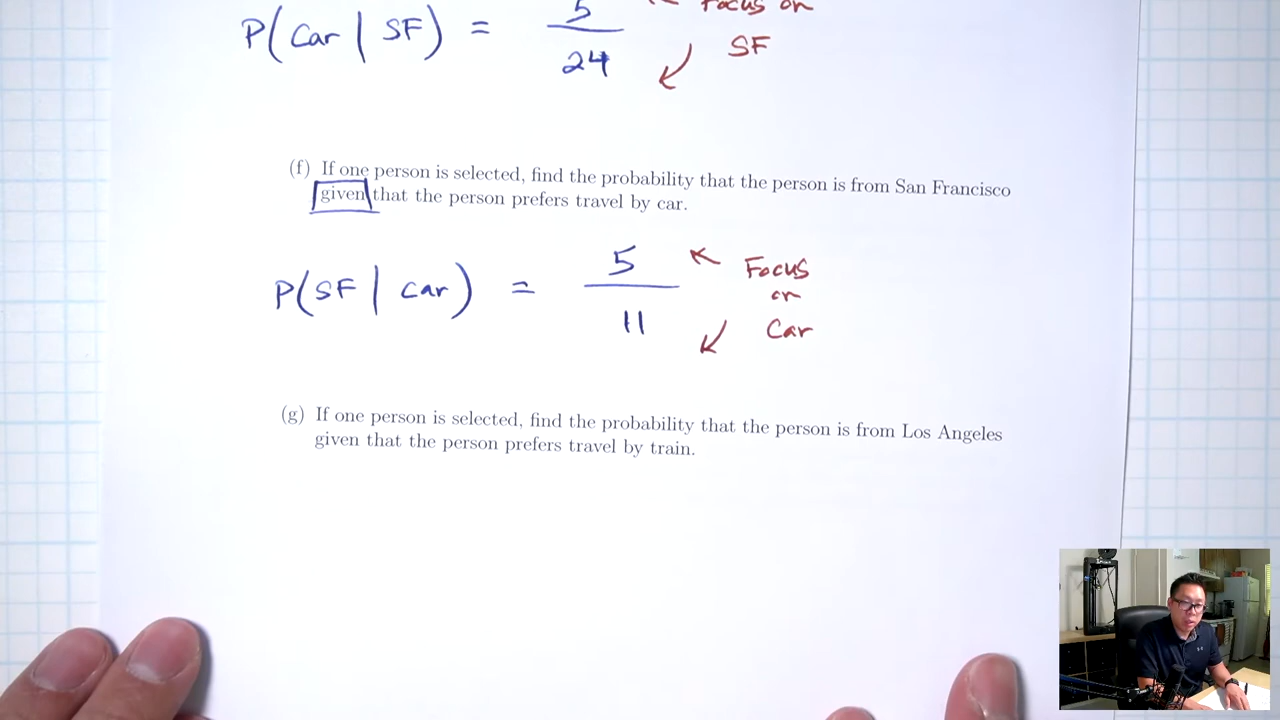 P(Car | SF) = 5/24
Focus on
SF
(f) If one person is selected, find the probability that the person is from San Francisco
given that the person prefers travel by car.
P(SF | Car) = 5/11
Focus
on
Car
(g) If one person is selected, find the probability that the person is from Los Angeles
given that the person prefers travel by train.